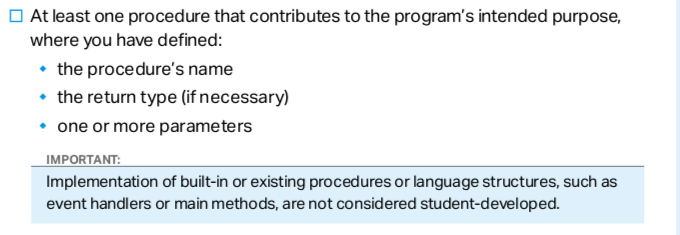 At least one procedure that contributes to the program's intended purpose,
where you have defined:
the procedure's name
the return type (if necessary)
one or more parameters
IMPORTANT:
Implementation of built-in or existing procedures or language structures, such as
event handlers or main methods, are not considered student-developed.